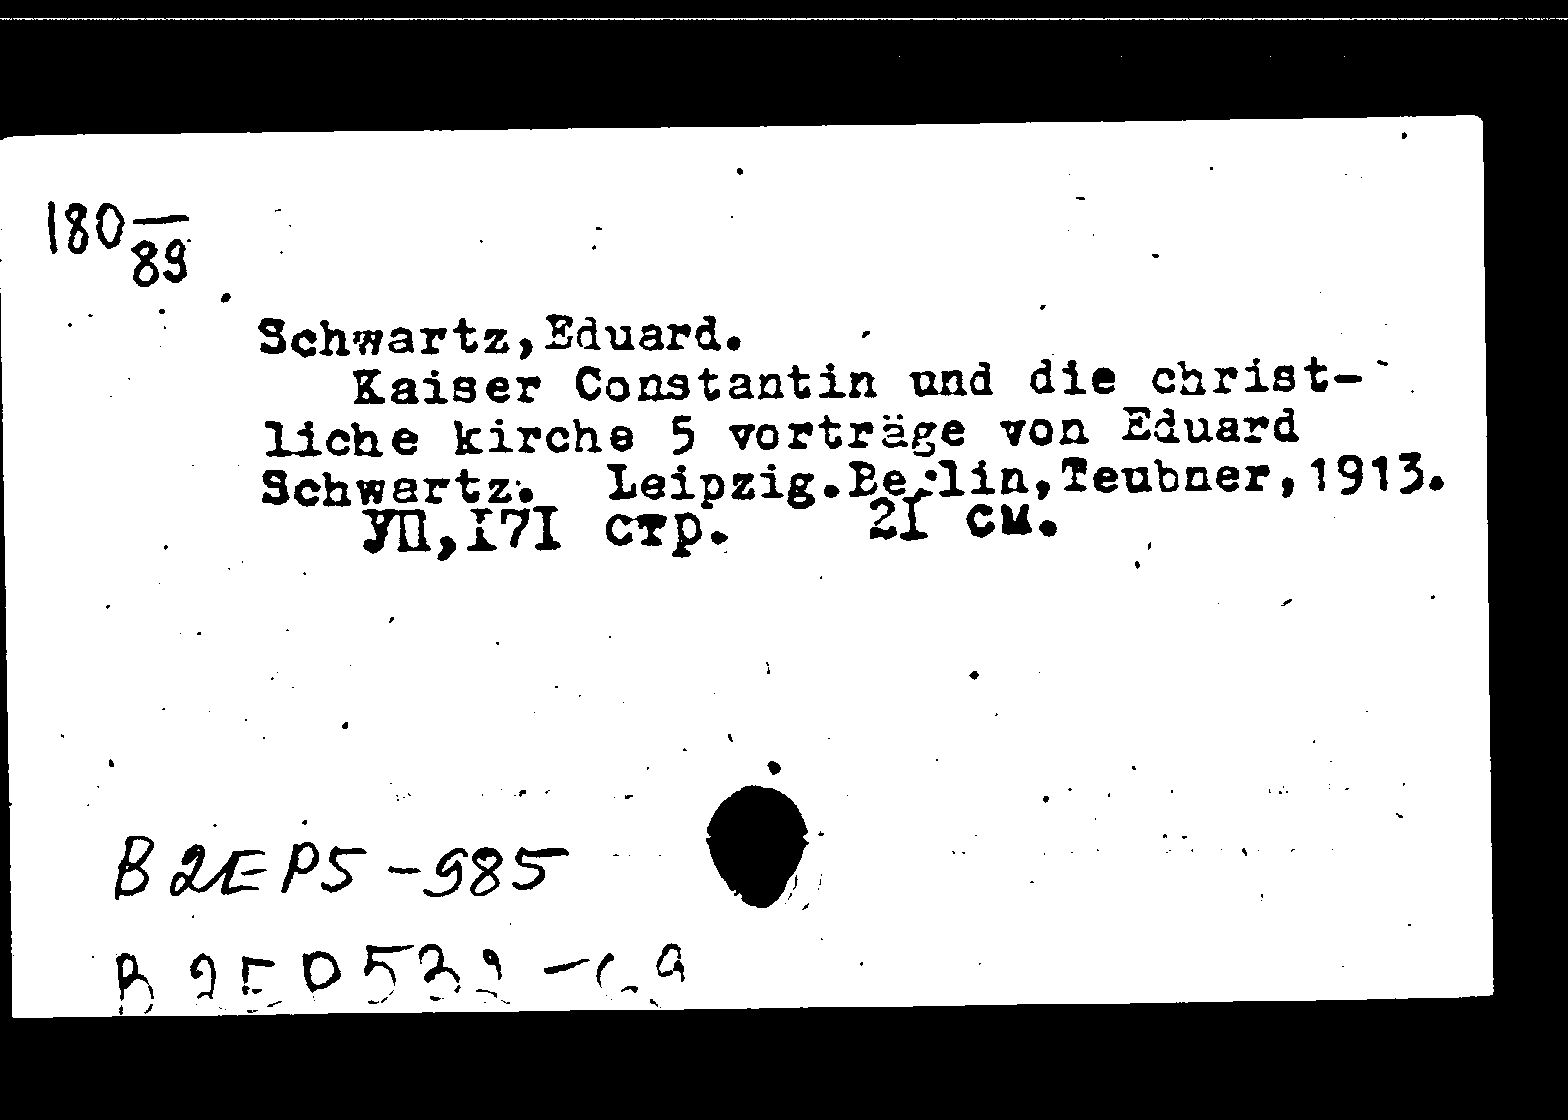 180 —
89
Schwartz,Eduard.
Kaiser Constantin und die christ-
liche kirche 5 vorträge von Eduard
Schwartz. Leipzig.Berlin,Teubner,1913.
УП,I7I стр. 2I см.
B 2EP5-985